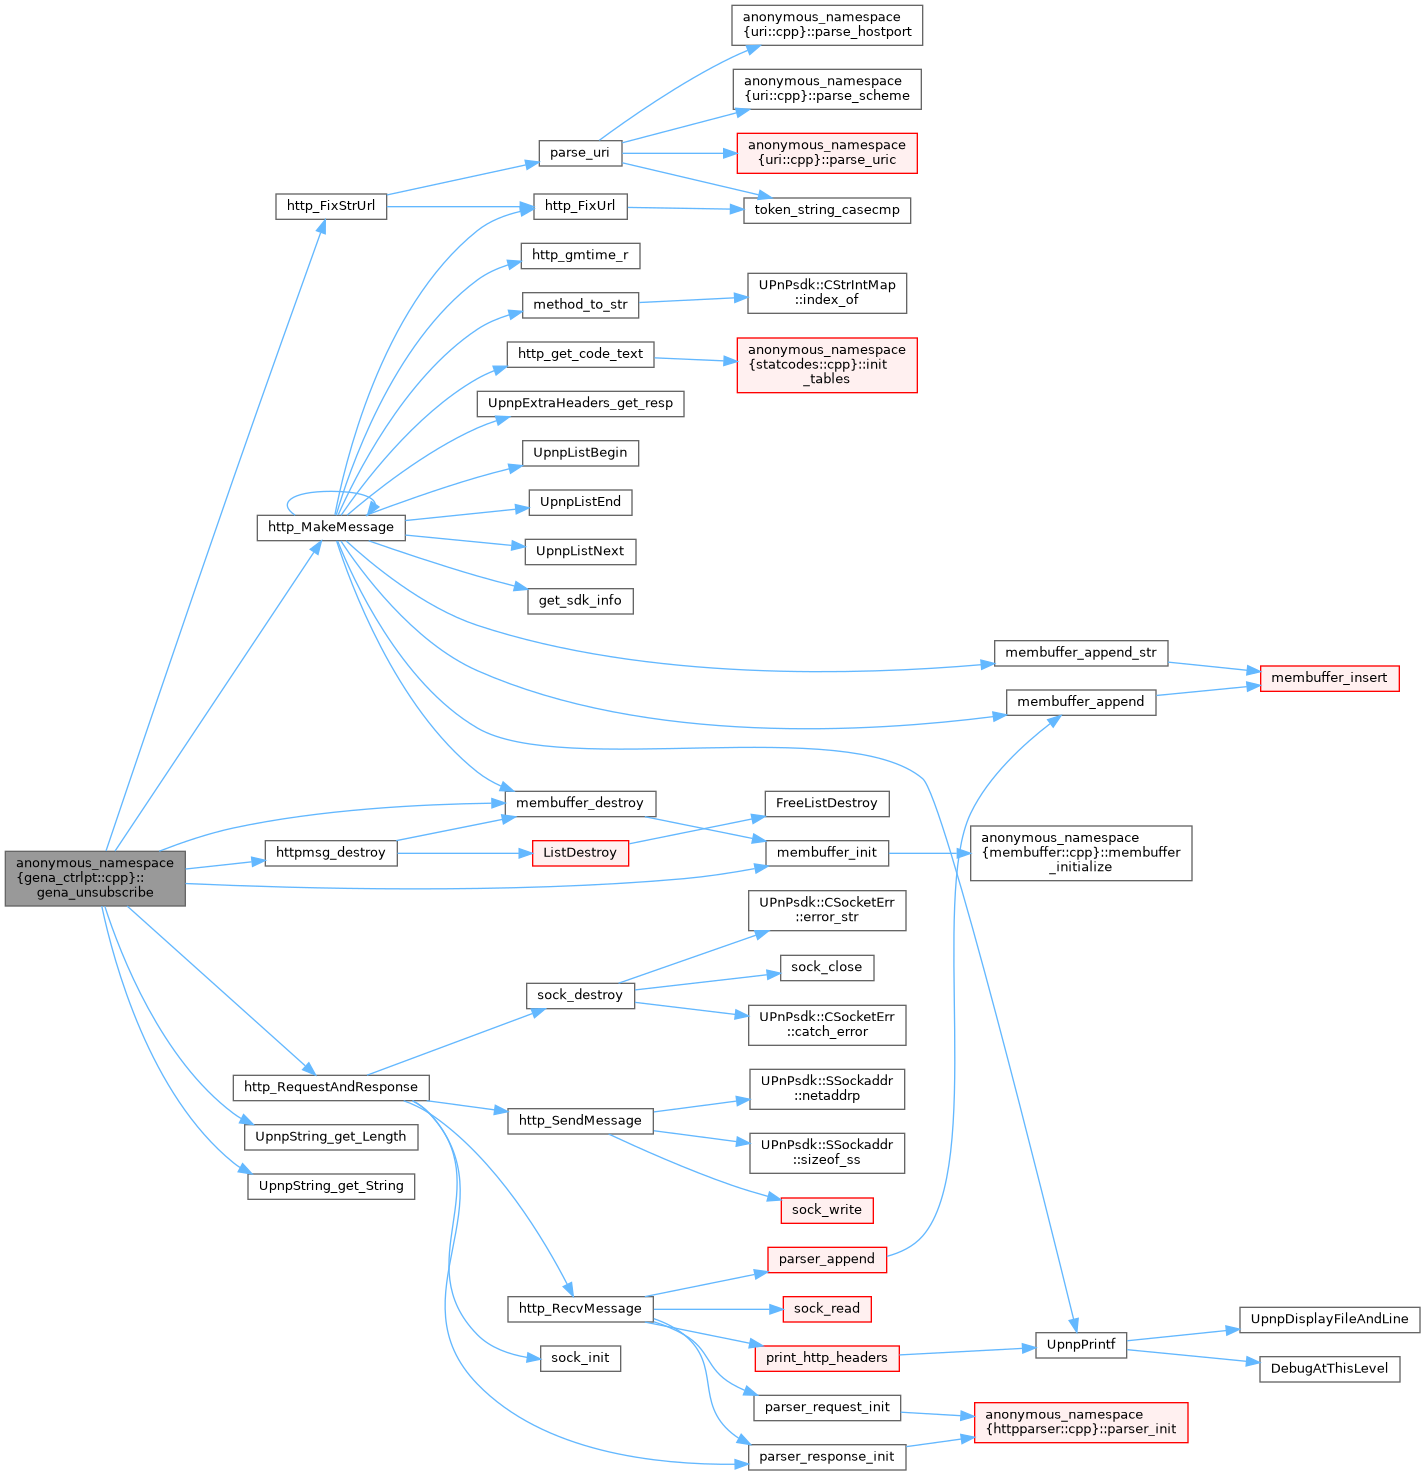 anonymous_namespace
{uri::cpp}::parse_hostport
anonymous_namespace
{uri::cpp}::parse_scheme
parse_uri
anonymous_namespace
{uri::cpp}::parse_uric
http_FixStrUrl
http_FixUrl
token_string_casecmp
http_gmtime_r
method_to_str
UPnPsdk::CStrIntMap
::index_of
http_get_code_text
anonymous_namespace
{statcodes::cpp}::init
_tables
UpnpExtraHeaders_get_resp
UpnpListBegin
UpnpListEnd
http_MakeMessage
UpnpListNext
get_sdk_info
membuffer_append_str
membuffer_insert
membuffer_append
membuffer_destroy
FreeListDestroy
httpmsg_destroy
ListDestroy
membuffer_init
anonymous_namespace
{membuffer::cpp}::membuffer
_initialize
anonymous_namespace
{gena_ctrlpt::cpp}::
gena_unsubscribe
UPnPsdk::CSocketErr
::error_str
sock_close
sock_destroy
UPnPsdk::CSocketErr
::catch_error
http_RequestAndResponse
UPnPsdk::SSockaddr
::netaddrp
http_SendMessage
UpnpString_get_Length
UPnPsdk::SSockaddr
::sizeof_ss
UpnpString_get_String
sock_write
parser_append
http_RecvMessage
sock_read
UpnpDisplayFileAndLine
UpnpPrintf
sock_init
print_http_headers
DebugAtThisLevel
parser_request_init
anonymous_namespace
{httpparser::cpp}::parser_init
parser_response_init